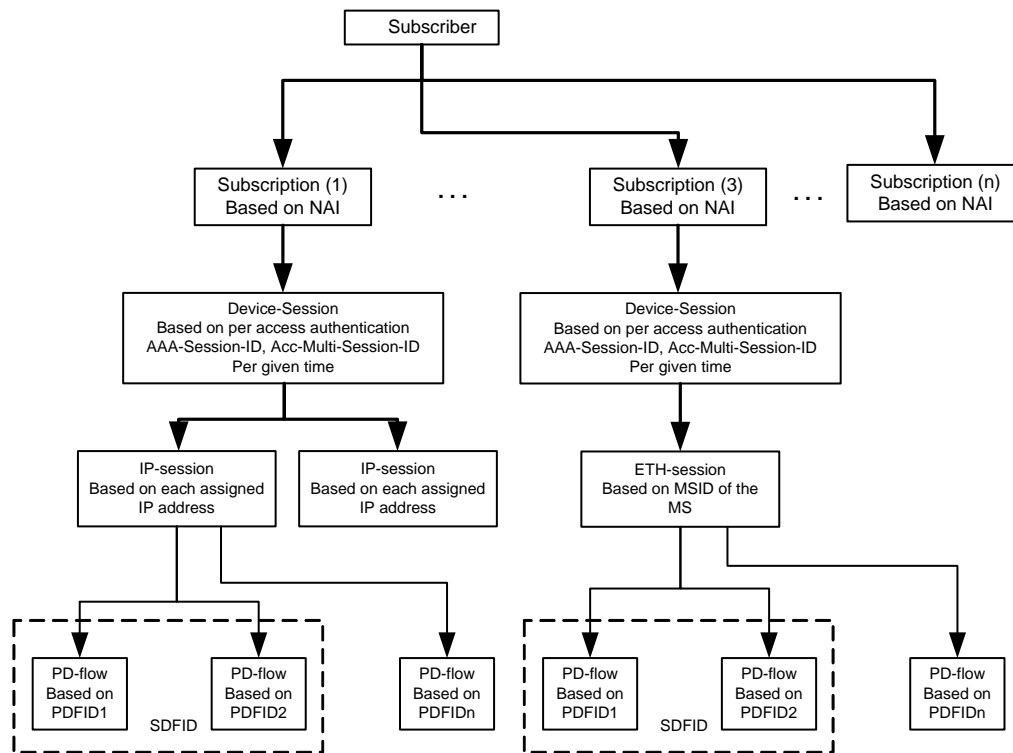 Subscriber
Subscription (1)
Based on NAI
...
Subscription (3)
Based on NAI
...
Subscription (n)
Based on NAI
Device-Session
Based on per access authentication
AAA-Session-ID, Acc-Multi-Session-ID
Per given time
Device-Session
Based on per access authentication
AAA-Session-ID, Acc-Multi-Session-ID
Per given time
IP-session
Based on each assigned
IP address
IP-session
Based on each assigned
IP address
ETH-session
Based on MSID of the
MS
PD-flow
Based on
PDFID1
PD-flow
Based on
PDFID2
SDFID
PD-flow
Based on
PDFIDn
PD-flow
Based on
PDFID1
PD-flow
Based on
PDFID2
SDFID
PD-flow
Based on
PDFIDn